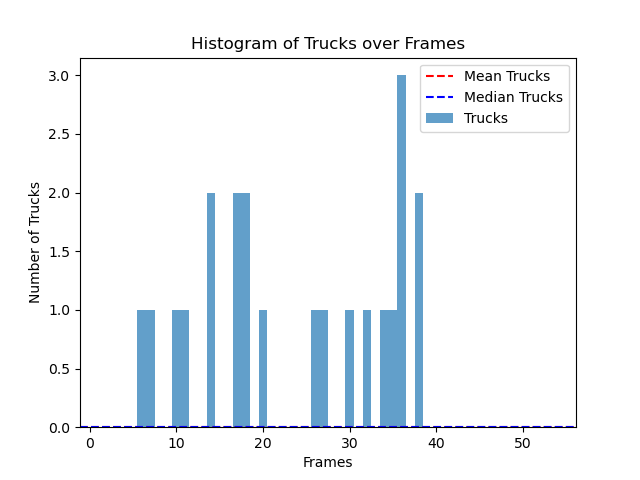 Histogram of Trucks over Frames
Mean Trucks
Median Trucks
Trucks
Number of Trucks
3.0
2.5
2.0
1.5
1.0
0.5
0.0
0 10 20 30 40 50
Frames